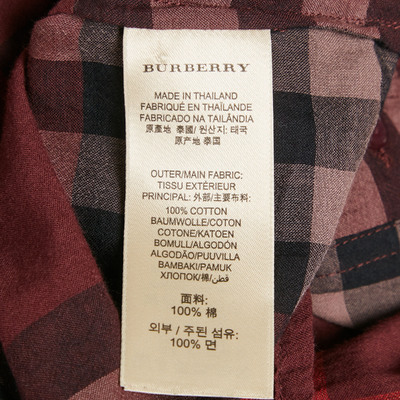 BURBERRY
MADE IN THAILAND
FABRIQUÉ EN THAÏLANDE
FABRICADO NA TAILÂNDIA
原產地 泰國/ 원산지: 태국
原产地 泰国
OUTER/MAIN FABRIC:
TISSU EXTÉRIEUR
PRINCIPAL: 外部/主要布料:
100% COTTON
BAUMWOLLE/COTON
COTONE/KATOEN
BOMULL/ALGODÓN
ALGODÃO/PUUVILLA
BAMBAKI/PAMUK
ХЛОПОК/棉/قطن
面料:
100% 棉
외부 / 주된 섬유:
100% 면